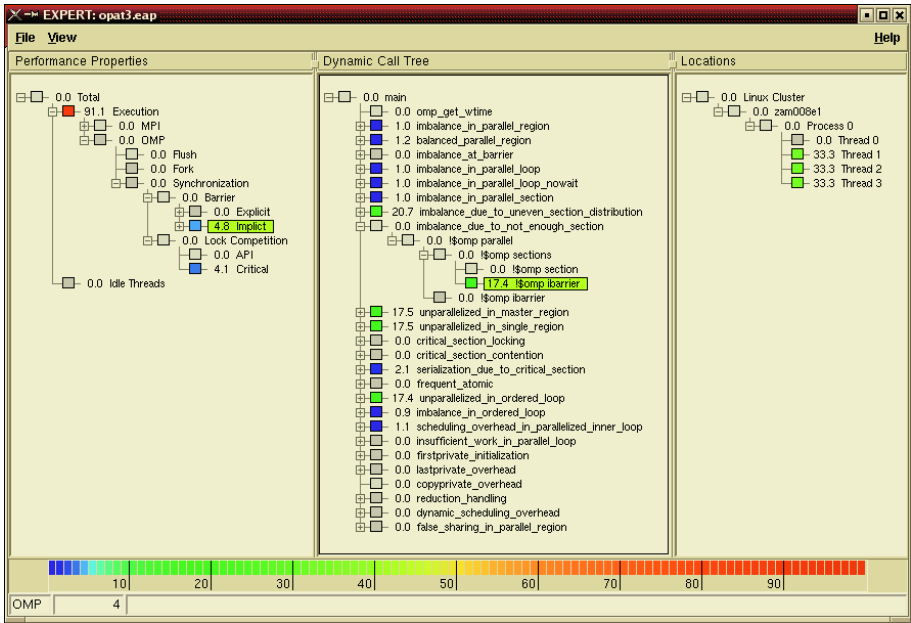 EXPERT: opat3.eap
File View Help
Performance Properties
0.0 Total
91.1 Execution
0.0 MPI
0.0 OMP
0.0 Flush
0.0 Fork
0.0 Synchronization
0.0 Barrier
0.0 Explicit
4.8 Implict
0.0 Lock Competition
0.0 API
4.1 Critical
0.0 Idle Threads
Dynamic Call Tree
0.0 main
0.0 omp_get_wtime
1.0 imbalance_in_parallel_region
1.2 balanced_parallel_region
0.0 imbalance_at_barrier
1.0 imbalance_in_parallel_loop
1.0 imbalance_in_parallel_loop_nowait
1.0 imbalance_in_parallel_section
20.7 imbalance_due_to_uneven_section_distribution
0.0 imbalance_due_to_not_enough_section
0.0 !$omp parallel
0.0 !$omp sections
0.0 !$omp section
17.4 !$omp ibarrier
0.0 !$omp ibarrier
17.5 unparallelized_in_master_region
17.5 unparallelized_in_single_region
0.0 critical_section_locking
0.0 critical_section_contention
2.1 serialization_due_to_critical_section
0.0 frequent_atomic
17.4 unparallelized_in_ordered_loop
0.9 imbalance_in_ordered_loop
1.1 scheduling_overhead_in_parallelized_inner_loop
0.0 insufficient_work_in_parallel_loop
0.0 firstprivate_initialization
0.0 lastprivate_overhead
0.0 copyprivate_overhead
0.0 reduction_handling
0.0 dynamic_scheduling_overhead
0.0 false_sharing_in_parallel_region
Locations
0.0 Linux Cluster
0.0 zam008e1
0.0 Process 0
0.0 Thread 0
33.3 Thread 1
33.3 Thread 2
33.3 Thread 3
10 20 30 40 50 60 70 80 90
OMP 4